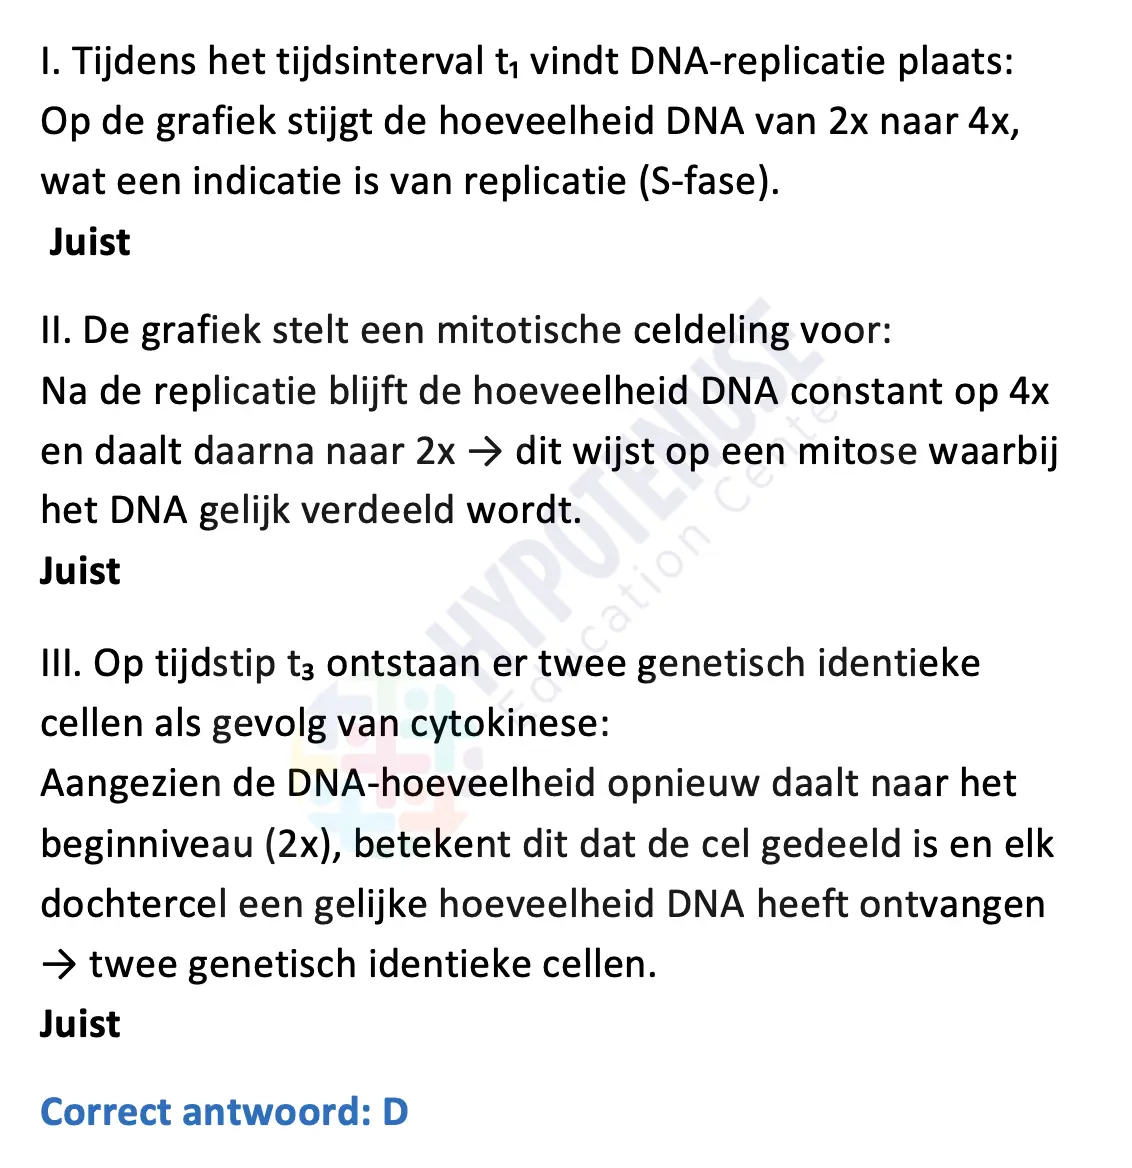 I. Tijdens het tijdsinterval t₁ vindt DNA-replicatie plaats:
Op de grafiek stijgt de hoeveelheid DNA van 2x naar 4x,
wat een indicatie is van replicatie (S-fase).
Juist
II. De grafiek stelt een mitotische celdeling voor:
Na de replicatie blijft de hoeveelheid DNA constant op 4x
en daalt daarna naar 2x → dit wijst op een mitose waarbij
het DNA gelijk verdeeld wordt.
Juist
III. Op tijdstip t₃ ontstaan er twee genetisch identieke
cellen als gevolg van cytokinese:
Aangezien de DNA-hoeveelheid opnieuw daalt naar het
beginniveau (2x), betekent dit dat de cel gedeeld is en elk
dochtercel een gelijke hoeveelheid DNA heeft ontvangen
→ twee genetisch identieke cellen.
Juist
Correct antwoord: D
HYPOTENUSE
Education Center